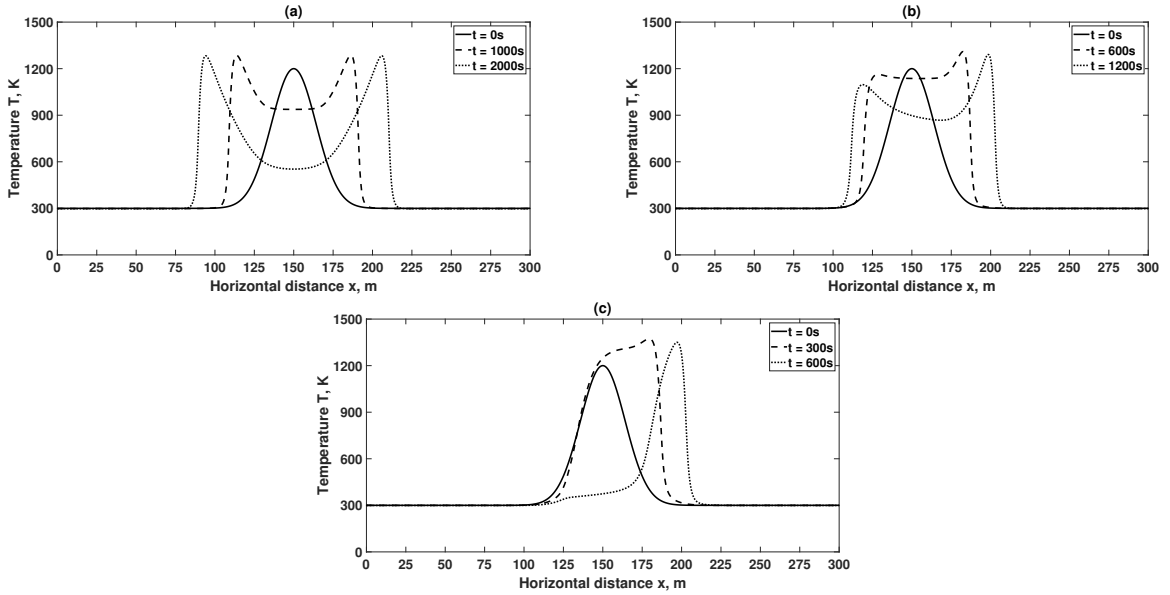 (a)
1500
1200
900
600
300
0
Temperature T, K
t = 0s
t = 1000s
t = 2000s
0 25 50 75 100 125 150 175 200 225 250 275 300
Horizontal distance x, m
(b)
1500
1200
900
600
300
0
Temperature T, K
t = 0s
t = 600s
t = 1200s
0 25 50 75 100 125 150 175 200 225 250 275 300
Horizontal distance x, m
(c)
1500
1200
900
600
300
0
Temperature T, K
t = 0s
t = 300s
t = 600s
0 25 50 75 100 125 150 175 200 225 250 275 300
Horizontal distance x, m